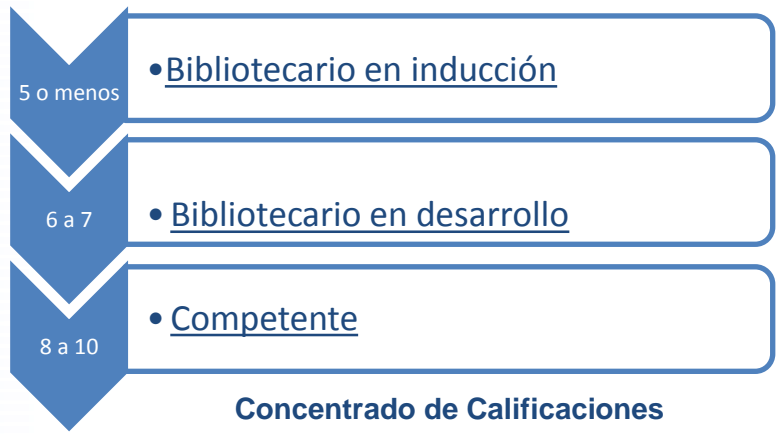 5 o menos
•Bibliotecario en inducción
6 a 7
• Bibliotecario en desarrollo
8 a 10
• Competente
Concentrado de Calificaciones